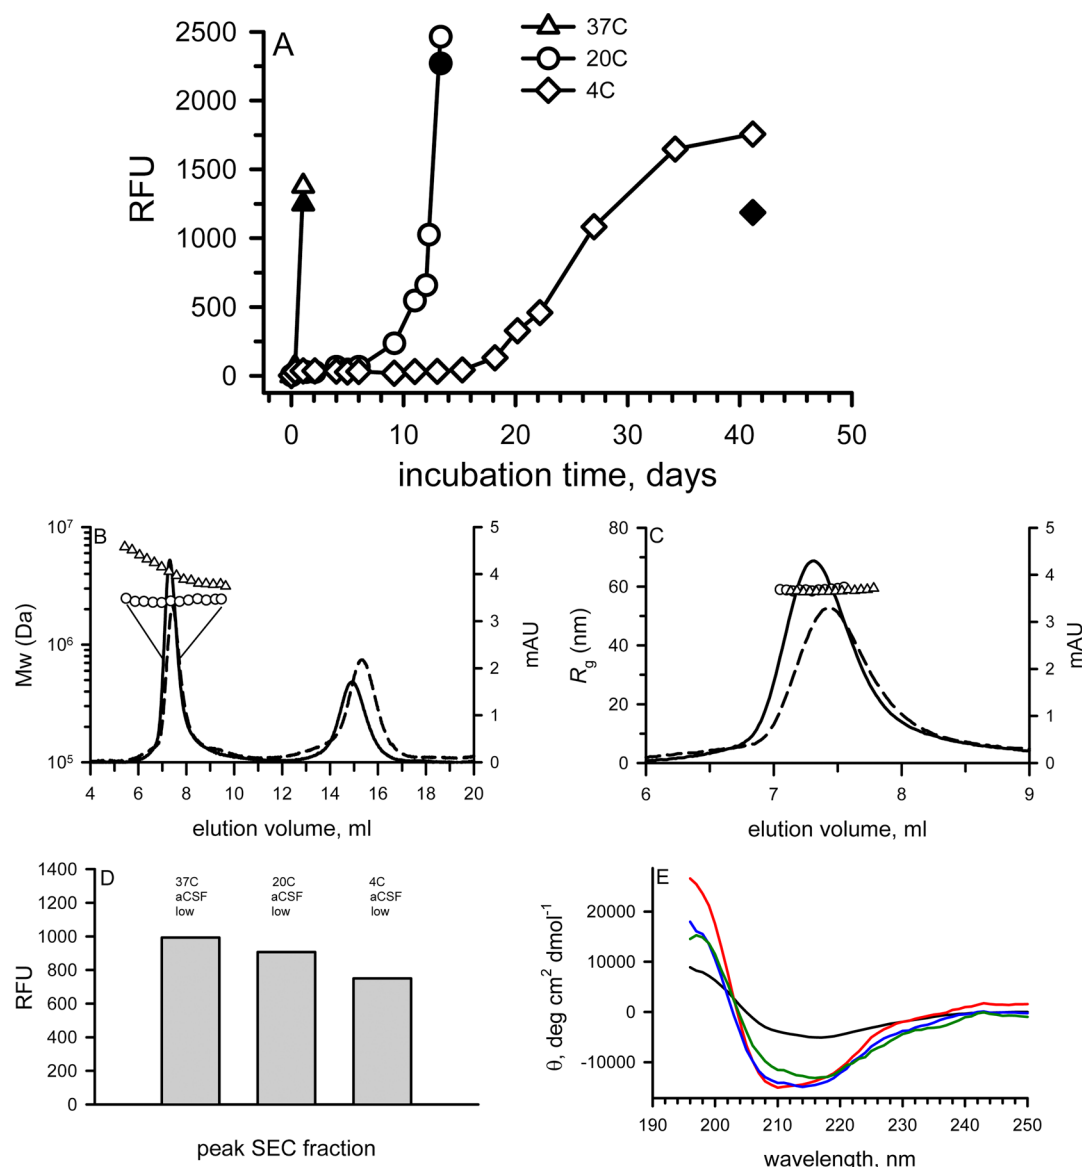 A
37C
20C
4C
2500
2000
1500
1000
500
0
RFU
0 10 20 30 40 50
incubation time, days
B
10⁷
10⁶
10⁵
Mw (Da)
5
4
3
2
1
0
mAU
4 6 8 10 12 14 16 18 20
elution volume, ml
C
80
60
40
20
0
Rg (nm)
5
4
3
2
1
0
mAU
6 7 8 9
elution volume, ml
D
1400
1200
1000
800
600
400
200
0
RFU
37C 20C 4C
aCSF aCSF aCSF
low low low
peak SEC fraction
E
20000
10000
0
-10000
θ, deg cm² dmol⁻¹
190 200 210 220 230 240 250
wavelength, nm